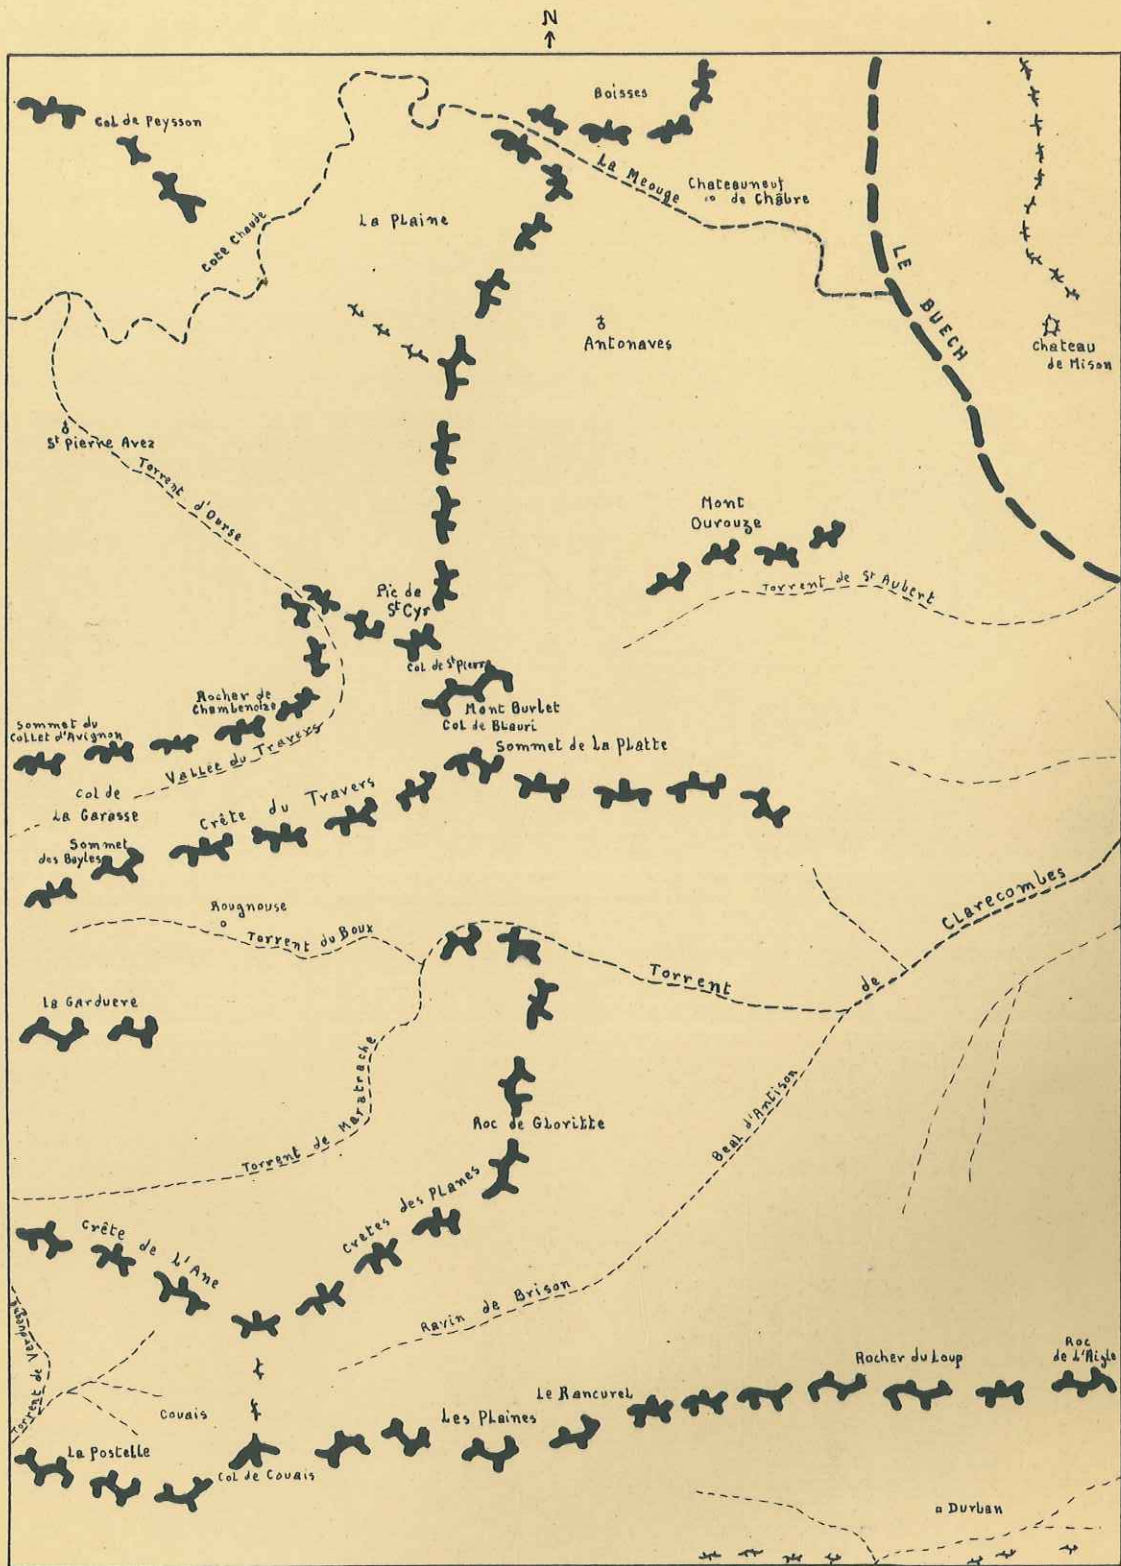 N
Boisses
Col de Peysson
La Meouge
Chateauneuf
de Châbre
Cote Chaude
La Plaine
LE BUECH
Antonaves
Chateau
de Mison
St Pierre Avez
Torrent d'Ourse
Mont
Ourouze
Torrent de St Aubert
Pic de
St Cyr
Col de St Pierre
Rocher de
Chambenoize
Mont Burlet
Col de Blauri
Sommet du
Collet d'Avignon
Vallée du Travers
Sommet de La Platte
Col de
La Garasse
Crête du Travers
Sommet
des Bayles
Rougnouse
Torrent du Boux
Torrent de Clarecombes
La Garduere
Torrent de Maratrache
Beal d'Antison
Roc de Gloritte
Crêtes des Planes
Crête de L'Ane
Ravin de Brison
Torrent de Verduegne
Rocher du Loup
Roc
de L'Aigle
Le Rancurel
Couais
Les Plaines
La Postelle
Col de Couais
Durban